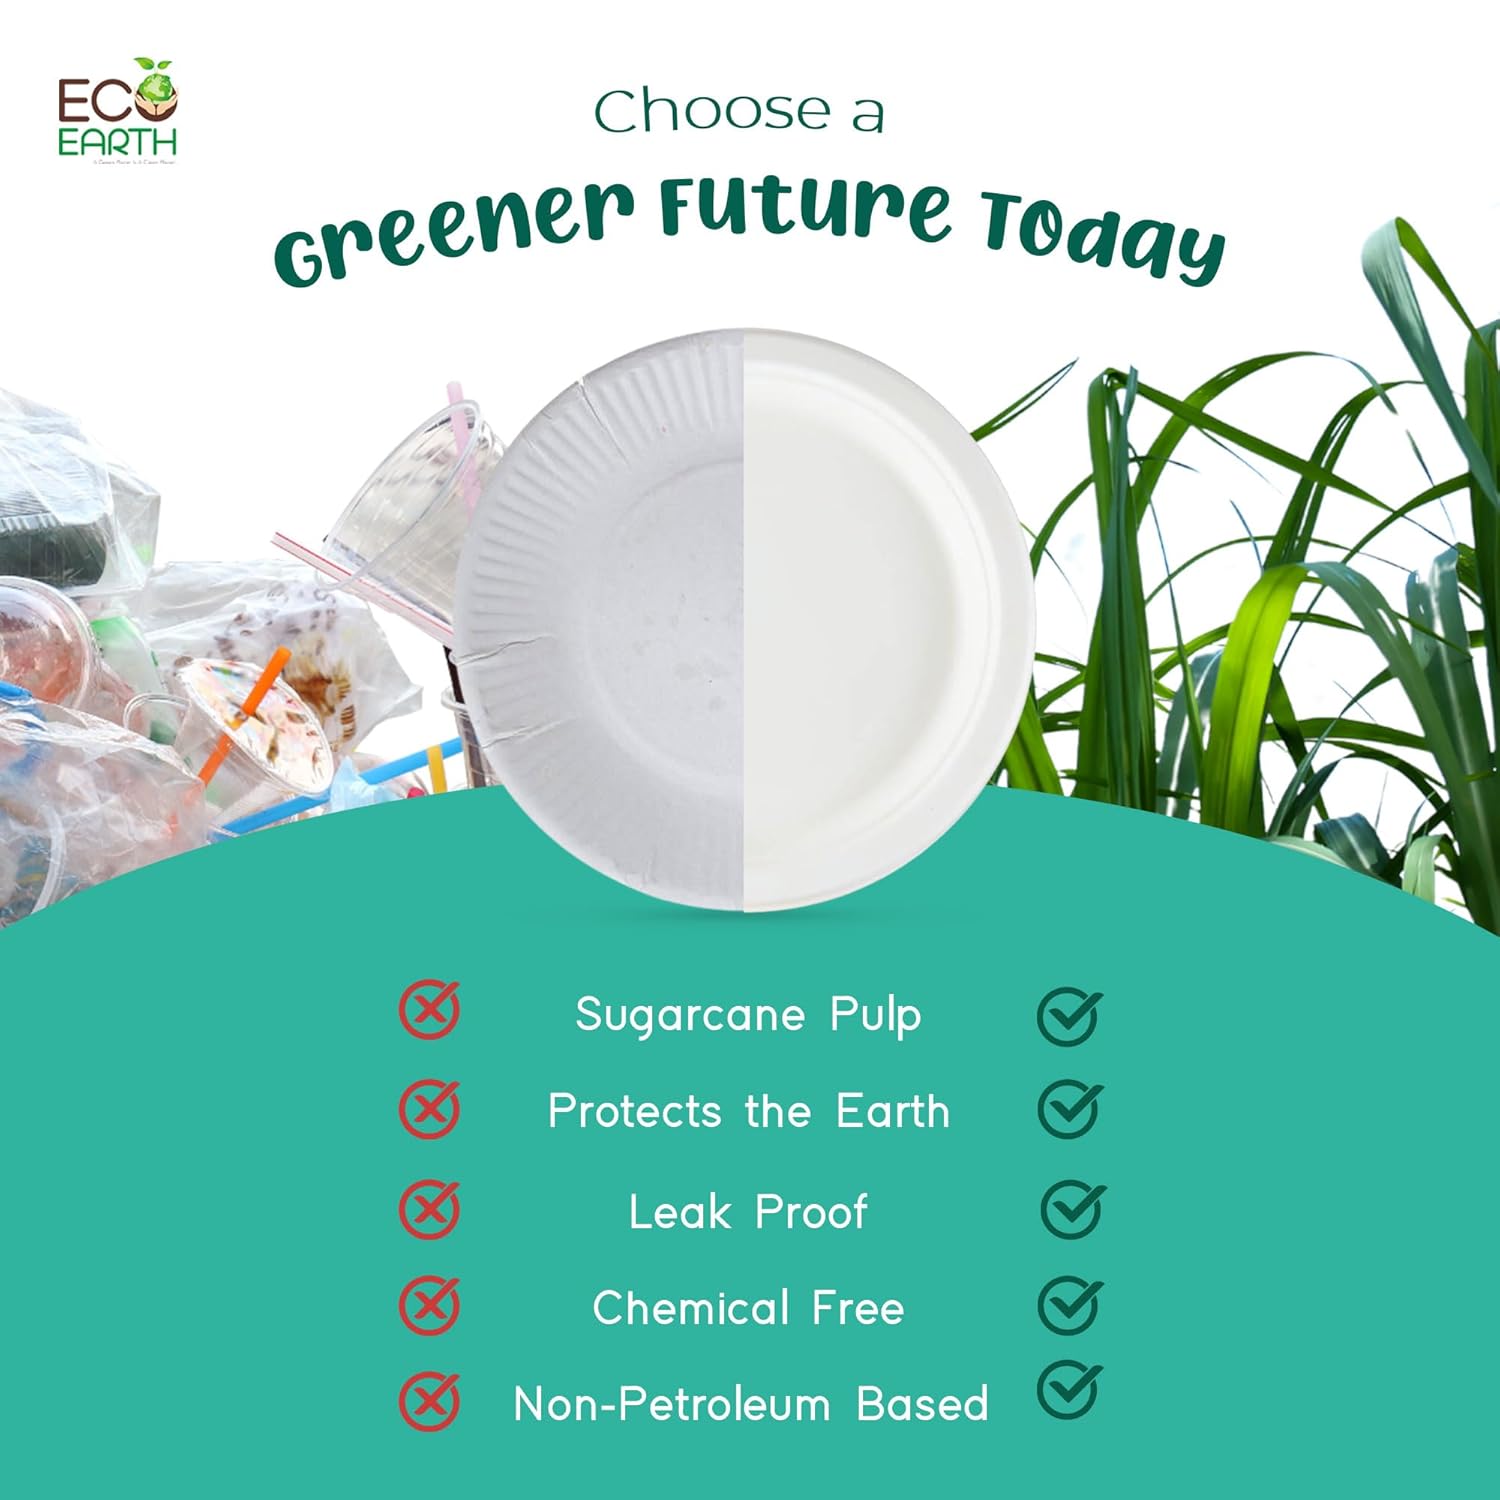 ECO
EARTH
Choose a
Greener Future Today
Sugarcane Pulp
Protects the Earth
Leak Proof
Chemical Free
Non-Petroleum Based